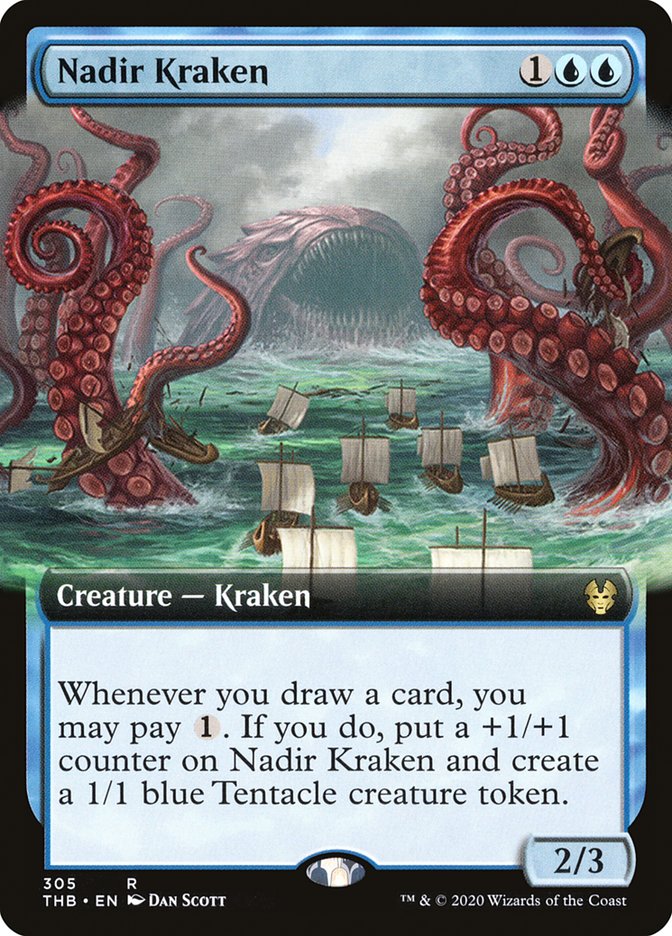 Nadir Kraken 1
Creature — Kraken
Whenever you draw a card, you
may pay 1. If you do, put a +1/+1
counter on Nadir Kraken and create
a 1/1 blue Tentacle creature token.
2/3
305 R
THB • EN Dan Scott
™ & © 2020 Wizards of the Coast